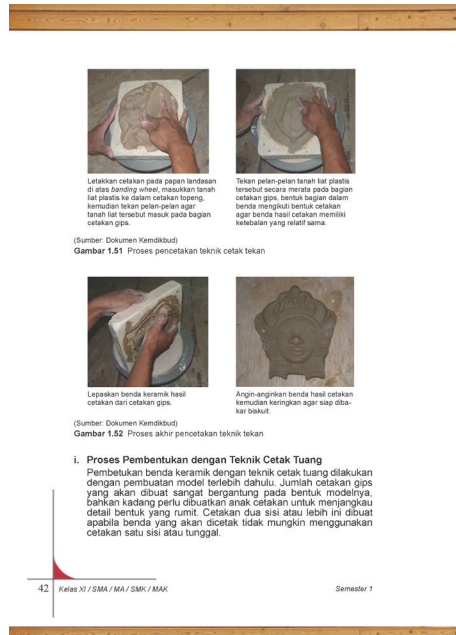 Letakkan cetakan pada papan landasan
di atas banding wheel, masukkan tanah
liat plastis ke dalam cetakan topeng,
kemudian tekan pelan-pelan agar
tanah liat tersebut masuk pada bagian
cetakan gips.
Tekan pelan-pelan tanah liat plastis
tersebut secara merata pada bagian
cetakan gips, bentuk bagian dalam
benda mengikuti bentuk cetakan
agar benda hasil cetakan memiliki
ketebalan yang relatif sama.
(Sumber: Dokumen Kemdikbud)
Gambar 1.51 Proses pencetakan teknik cetak tekan
Lepaskan benda keramik hasil
cetakan dari cetakan gips.
Angin-anginkan benda hasil cetakan
kemudian keringkan agar siap diba-
kar biskuit.
(Sumber: Dokumen Kemdikbud)
Gambar 1.52 Proses akhir pencetakan teknik tekan
i. Proses Pembentukan dengan Teknik Cetak Tuang
Pembetukan benda keramik dengan teknik cetak tuang dilakukan
dengan pembuatan model terlebih dahulu. Jumlah cetakan gips
yang akan dibuat sangat bergantung pada bentuk modelnya,
bahkan kadang perlu dibuatkan anak cetakan untuk menjangkau
detail bentuk yang rumit. Cetakan dua sisi atau lebih ini dibuat
apabila benda yang akan dicetak tidak mungkin menggunakan
cetakan satu sisi atau tunggal.
42 Kelas XI / SMA / MA / SMK / MAK
Semester 1